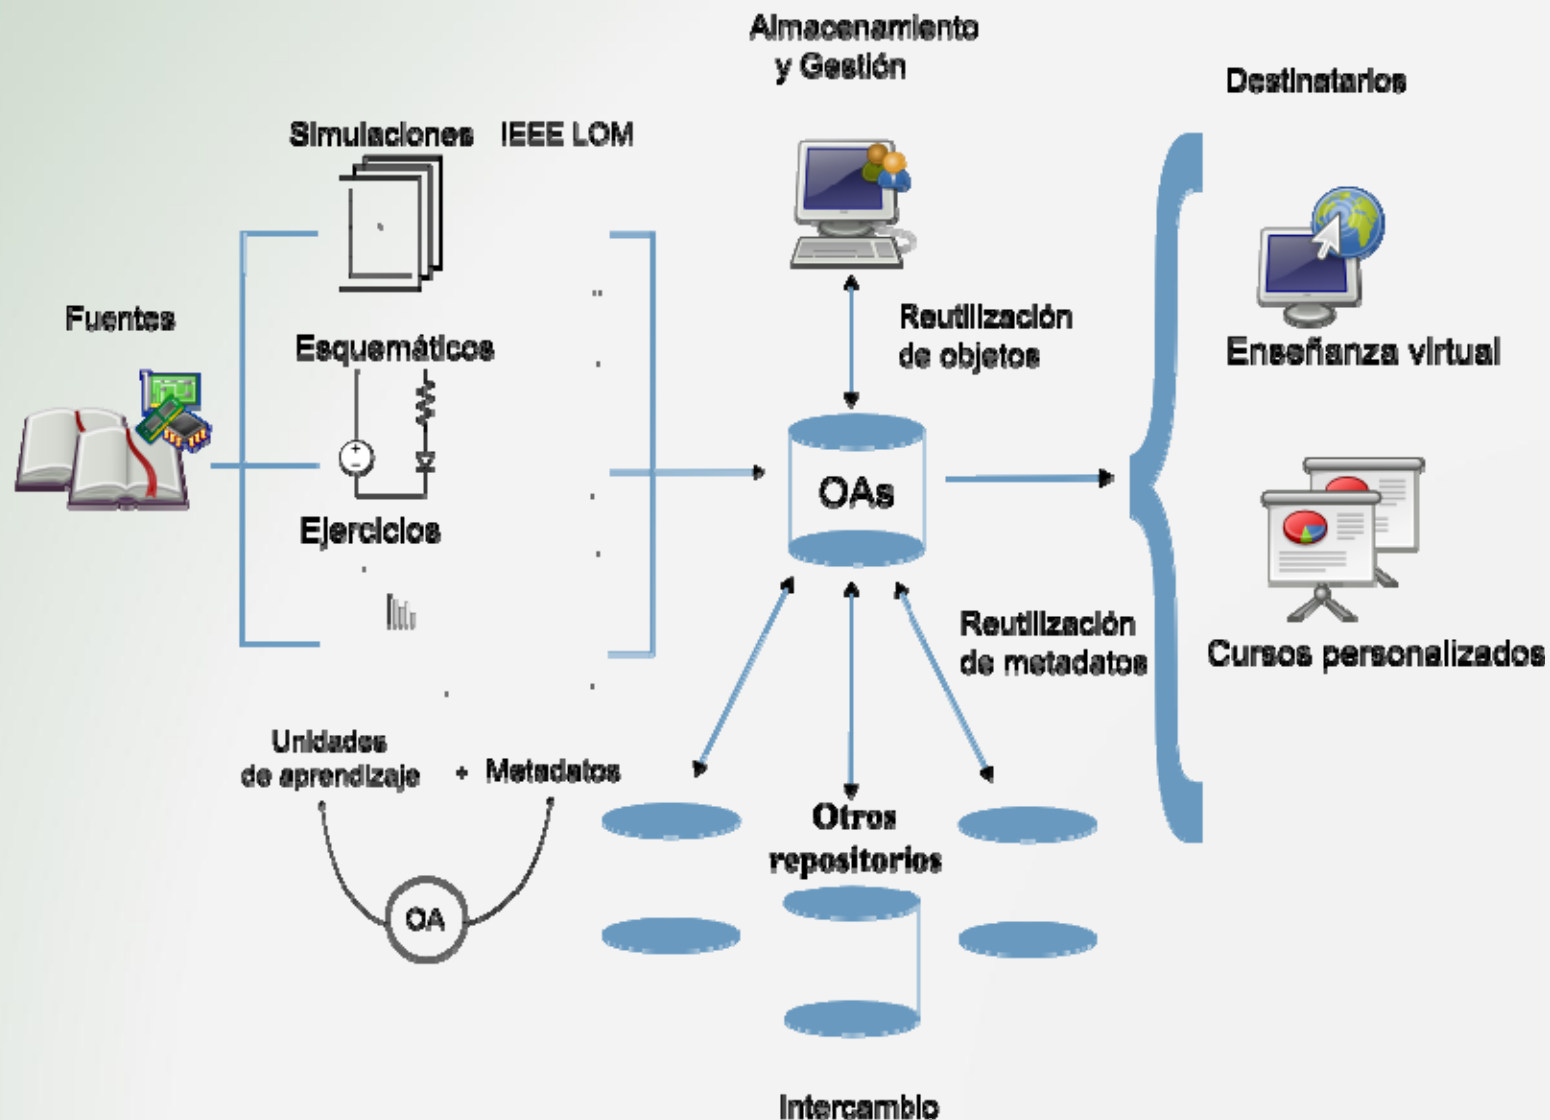 Almacenamiento
y Gestión
Destinatarios
Simulaciones IEEE LOM
Fuentes
Reutilización
de objetos
Esquemáticos
Enseñanza virtual
OAs
Ejercicios
Reutilización
de metadatos
Cursos personalizados
Unidades
de aprendizaje + Metadatos
Otros
repositorios
OA
Intercambio